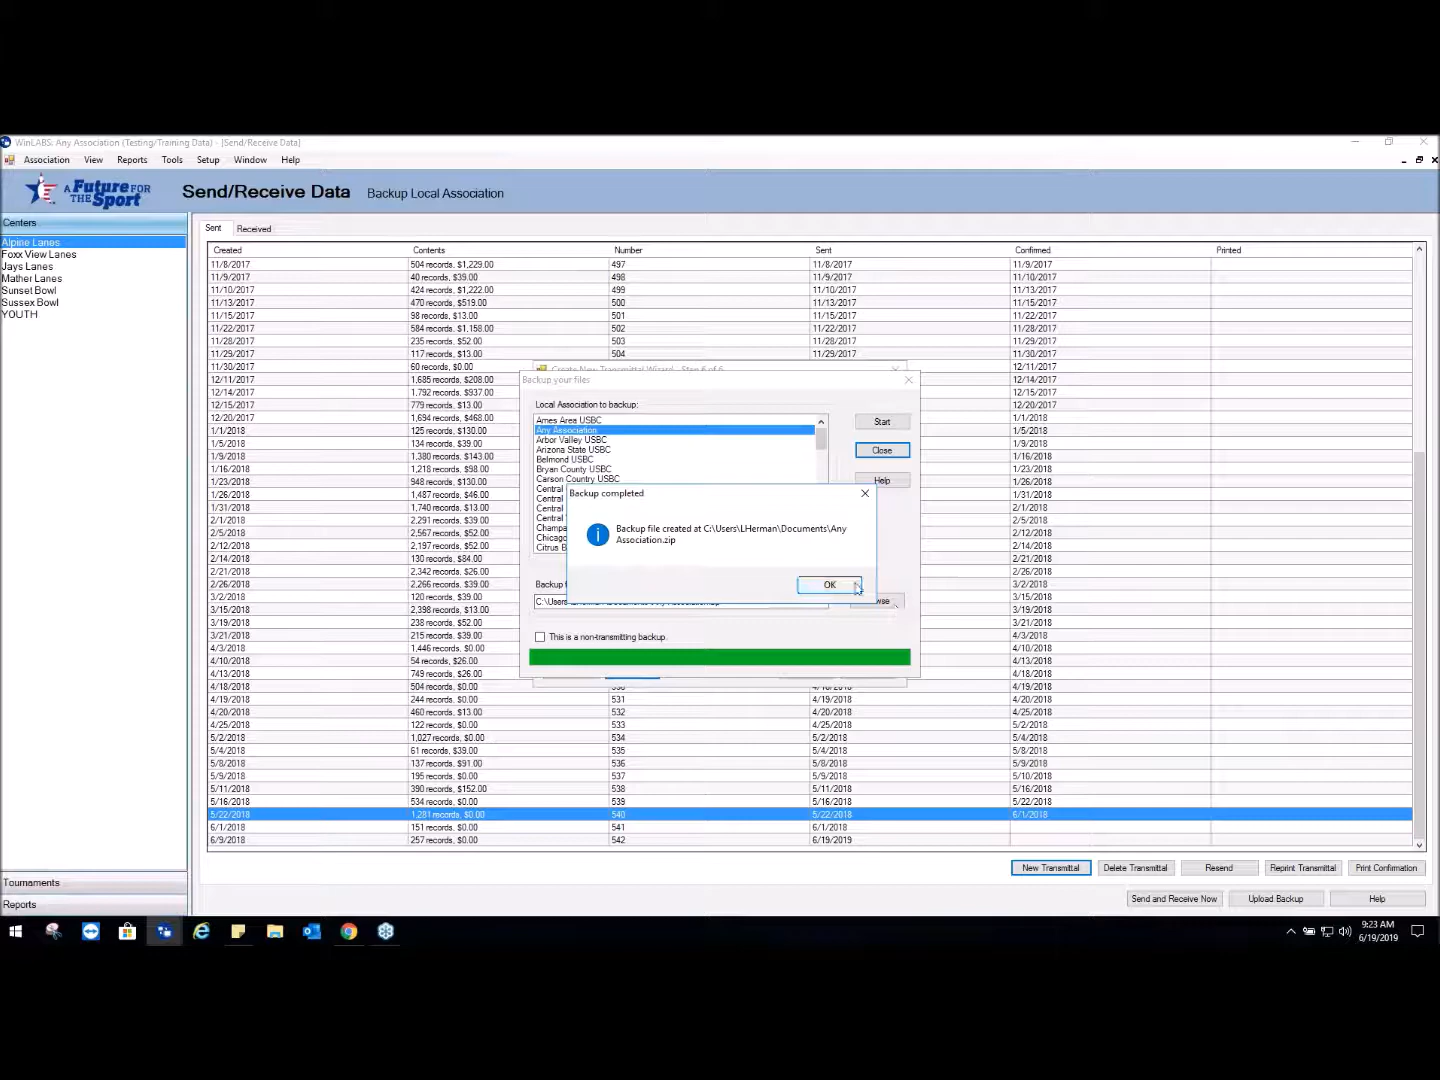 WinLABS: Any Association (Testing/Training Data) - [Send/Receive Data]
Association View Reports Tools Setup Window Help
A Future FOR THE Sport
Send/Receive Data Backup Local Association
Centers
Alpine Lanes
Foxx View Lanes
Jays Lanes
Mather Lanes
Sunset Bowl
Sussex Bowl
YOUTH
Tournaments
Reports
Sent Received
Created Contents Number Sent Confirmed Printed
11/8/2017 504 records, $1,229.00 497 11/8/2017 11/9/2017
11/9/2017 40 records, $39.00 498 11/9/2017 11/10/2017
11/10/2017 424 records, $1,222.00 499 11/10/2017 11/13/2017
11/13/2017 470 records, $519.00 500 11/13/2017 11/15/2017
11/15/2017 98 records, $13.00 501 11/15/2017 11/22/2017
11/22/2017 584 records, $1,158.00 502 11/22/2017 11/28/2017
11/28/2017 235 records, $52.00 503 11/28/2017 11/29/2017
11/29/2017 117 records, $13.00 504 11/29/2017 11/30/2017
11/30/2017 60 records, $0.00 12/11/2017
12/11/2017 1,685 records, $208.00 12/14/2017
12/14/2017 1,792 records, $937.00 12/15/2017
12/15/2017 779 records, $13.00 12/20/2017
12/20/2017 1,694 records, $468.00 1/1/2018
1/1/2018 125 records, $130.00 1/5/2018
1/5/2018 134 records, $39.00 1/9/2018
1/9/2018 1,380 records, $143.00 1/16/2018
1/16/2018 1,218 records, $98.00 1/23/2018
1/23/2018 948 records, $130.00 1/26/2018
1/26/2018 1,487 records, $46.00 1/31/2018
1/31/2018 1,740 records, $13.00 2/1/2018
2/1/2018 2,291 records, $39.00 2/5/2018
2/5/2018 2,567 records, $52.00 2/12/2018
2/12/2018 2,197 records, $52.00 2/14/2018
2/14/2018 130 records, $84.00 2/21/2018
2/21/2018 2,342 records, $26.00 2/26/2018
2/26/2018 2,266 records, $39.00 3/2/2018
3/2/2018 120 records, $39.00 3/15/2018
3/15/2018 2,398 records, $13.00 3/19/2018
3/19/2018 238 records, $52.00 3/21/2018
3/21/2018 215 records, $39.00 4/3/2018
4/3/2018 1,446 records, $0.00 4/10/2018
4/10/2018 54 records, $26.00 4/13/2018
4/13/2018 749 records, $26.00 4/18/2018
4/18/2018 504 records, $0.00 530 4/18/2018 4/19/2018
4/19/2018 244 records, $0.00 531 4/19/2018 4/20/2018
4/20/2018 460 records, $13.00 532 4/20/2018 4/25/2018
4/25/2018 122 records, $0.00 533 4/25/2018 5/2/2018
5/2/2018 1,027 records, $0.00 534 5/2/2018 5/4/2018
5/4/2018 61 records, $39.00 535 5/4/2018 5/8/2018
5/8/2018 137 records, $91.00 536 5/8/2018 5/9/2018
5/9/2018 195 records, $0.00 537 5/9/2018 5/10/2018
5/11/2018 390 records, $152.00 538 5/11/2018 5/16/2018
5/16/2018 534 records, $0.00 539 5/16/2018 5/22/2018
5/22/2018 1,281 records, $0.00 540 5/22/2018 6/1/2018
6/1/2018 151 records, $0.00 541 6/1/2018
6/9/2018 257 records, $0.00 542 6/19/2019
Create New Transmittal Wizard - Step 6 of 6
Backup your files
Local Association to backup:
Ames Area USBC
Any Association
Arbor Valley USBC
Arizona State USBC
Belmond USBC
Bryan County USBC
Carson Country USBC
Central
Central
Central
Central
Champa
Chicago
Citrus B
Start
Close
Help
Backup completed
Backup file created at C:\Users\LHerman\Documents\Any
Association.zip
OK
Backup
C:\Users
This is a non-transmitting backup.
New Transmittal Delete Transmittal Resend Reprint Transmittal Print Confirmation
Send and Receive Now Upload Backup Help
9:23 AM
6/19/2019